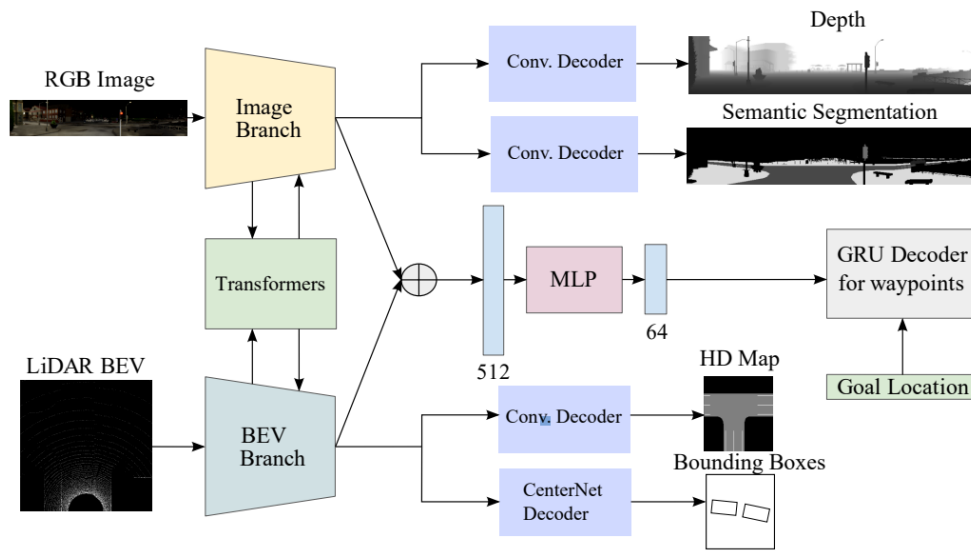 Depth
RGB Image
Conv. Decoder
Image
Branch
Semantic Segmentation
Conv. Decoder
Transformers
MLP
GRU Decoder
for waypoints
64
512
LiDAR BEV
HD Map
Goal Location
BEV
Branch
Conv. Decoder
Bounding Boxes
CenterNet
Decoder